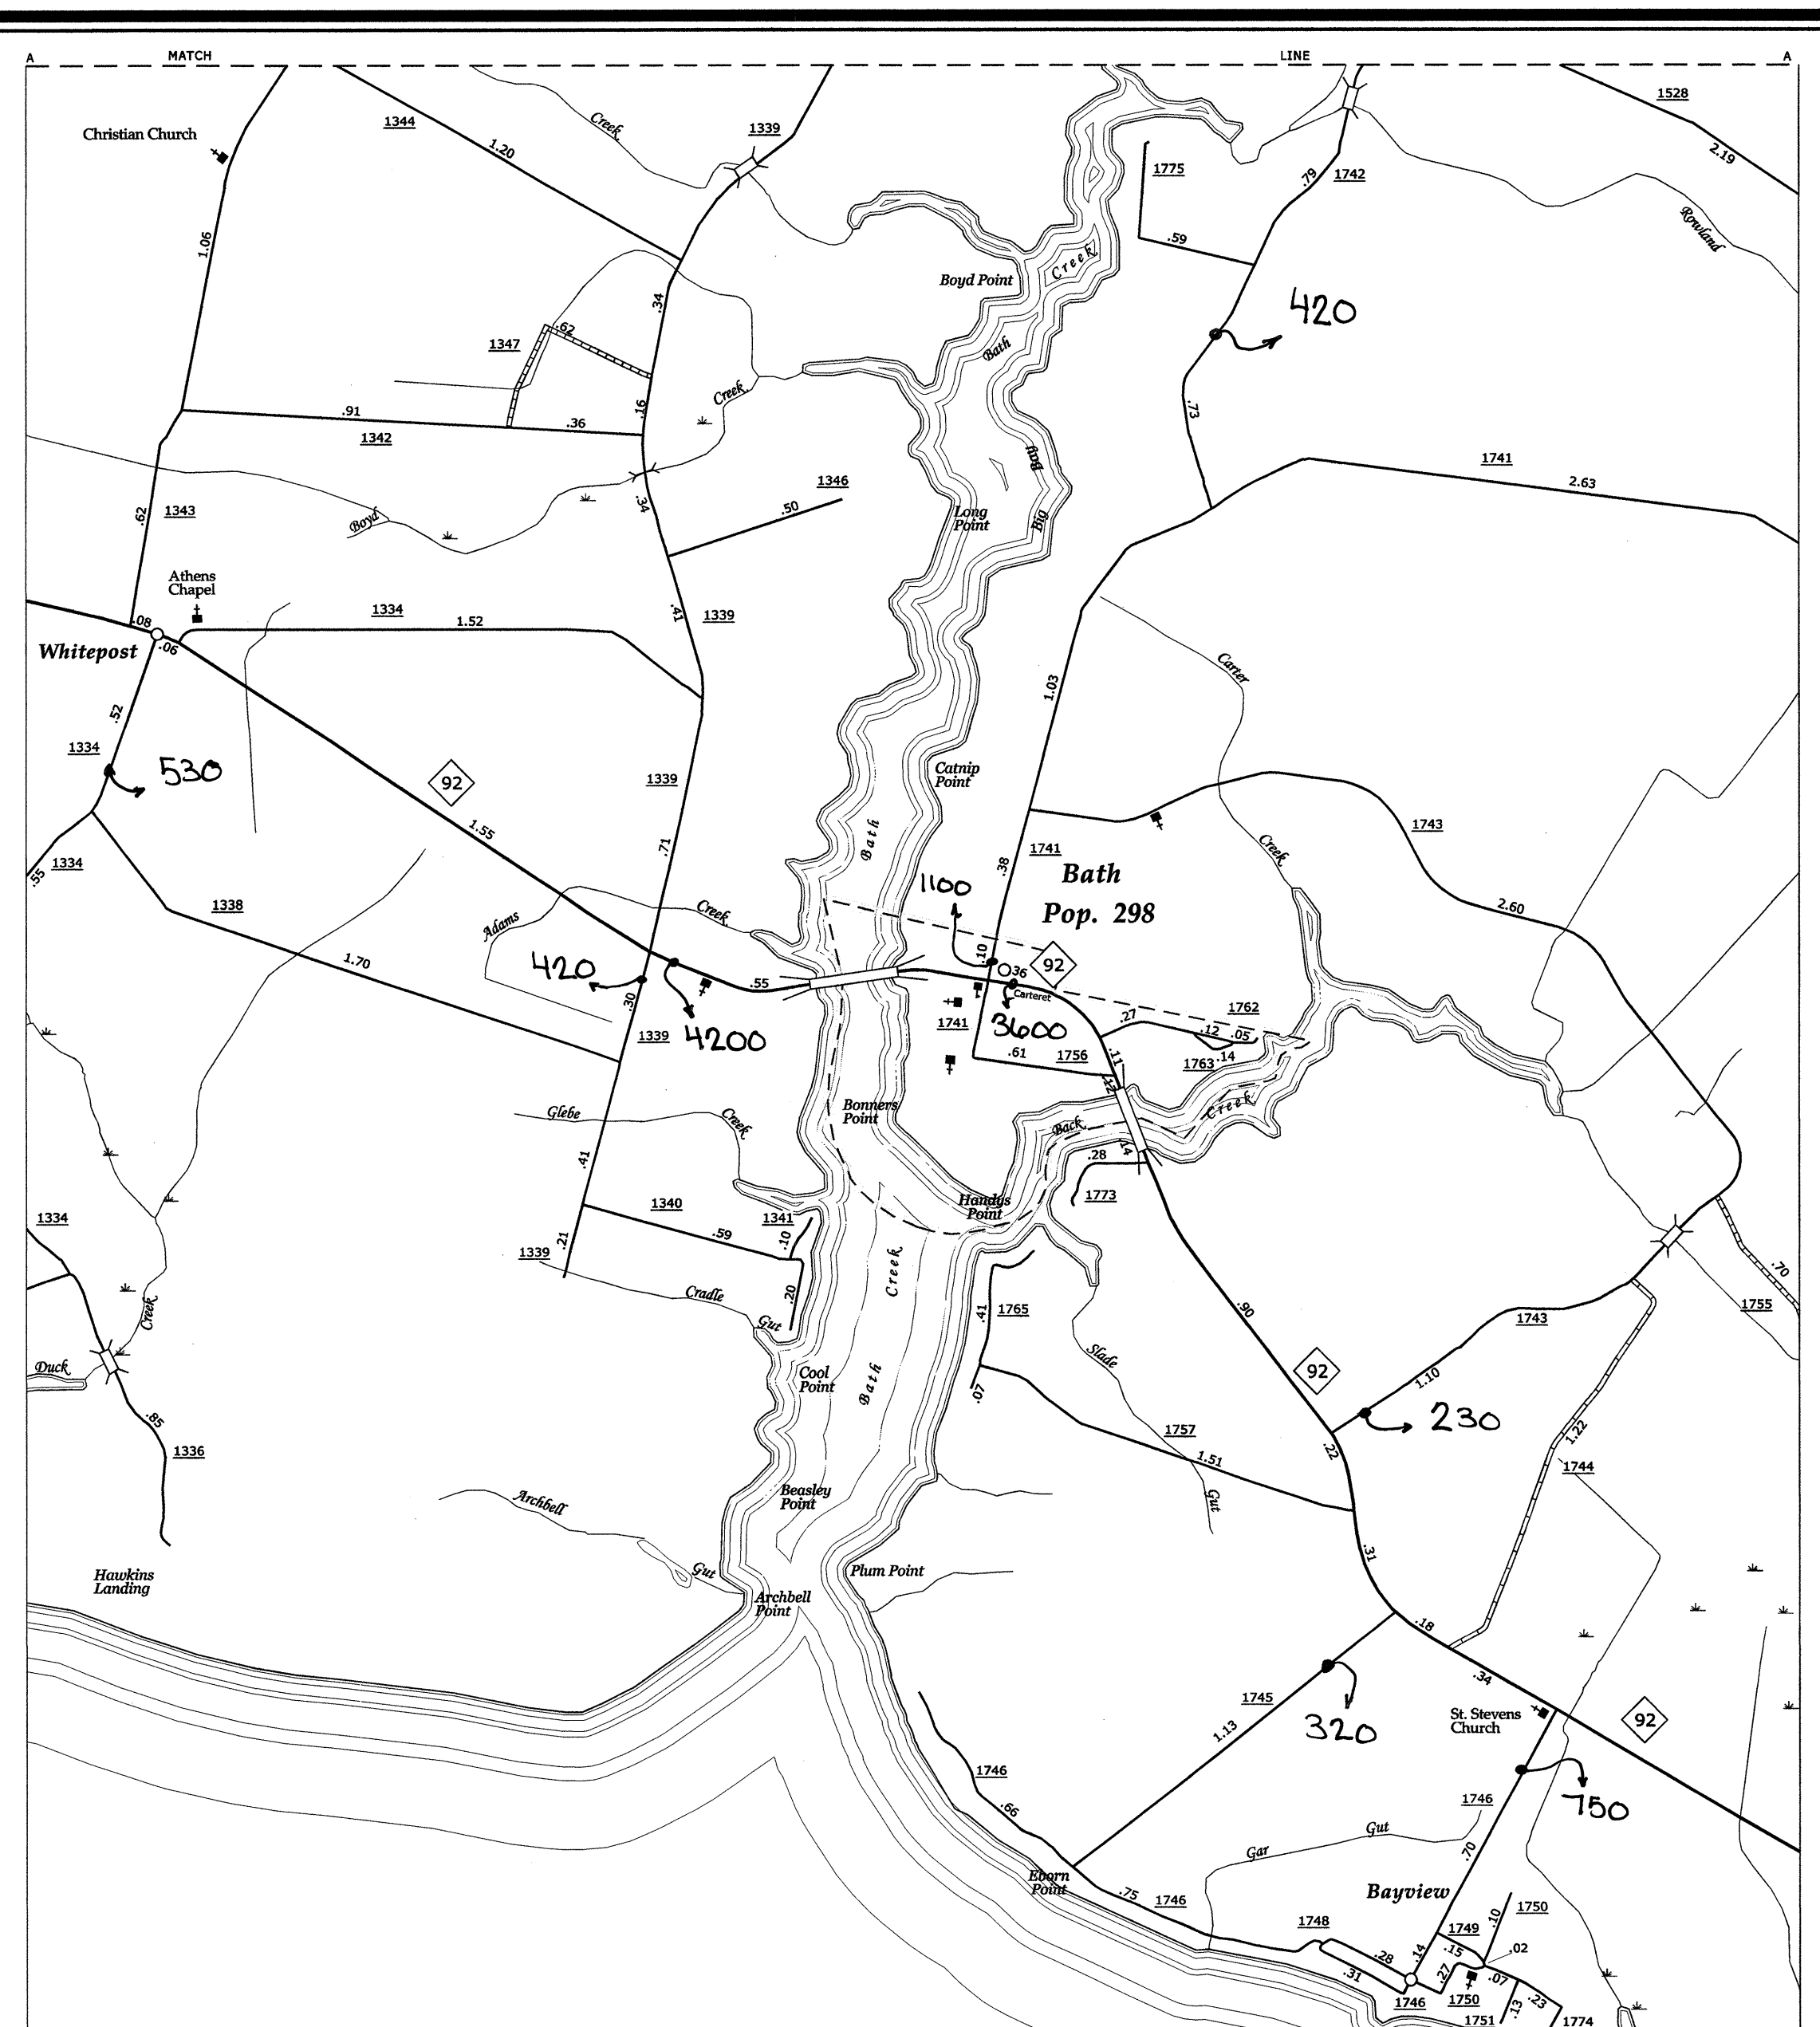 A MATCH LINE A
Christian Church
1344
1.20
Creek
1339
1775
.79
1742
1528
2.19
Rowland
1.06
.59
Boyd Point
Creek
420
.34
1347
.62
Bath
Creek
.91
.36
.16
1342
.73
Bay
1741
2.63
1343
.62
Boyd
.34
1346
.50
Long
Point
Big
Athens
Chapel
.08
.06
1334
1.52
.41
1339
Whitepost
.52
1334
530
Carter
1.03
92
1339
Catnip
Point
1.55
.71
Bath
1743
Creek
1334
.55
.38
1741
Bath
Pop. 298
1100
1338
Adams
Creek
2.60
1.70
420
.30
.55
4200
.10
36
92
Carteret
1339
1741
3600
1762
.27
.12
.05
.61
1756
.11
1763
.14
.12
Glebe
Creek
Bonners
Point
Back
Creek
.14
.41
.28
1773
1334
1340
1341
.59
.10
Handys
Point
.21
1339
Creek
.20
Cradle
Gut
.70
1755
.90
.41
1765
1743
Creek
Duck
Cool
Point
Bath
Slade
92
1.10
.07
230
.85
1336
1757
1.51
.22
1.22
1744
Beasley
Point
Archbell
Gut
Gut
.31
Hawkins
Landing
Plum Point
Archbell
Point
.18
.34
1745
1.13
320
St. Stevens
Church
92
1746
.66
1746
750
Gar
Gut
.70
Eborn
Point
.75
1746
Bayview
1748
1749
1750
.10
.28
.31
.14
.15
.02
.27
.07
.23
.13
1746
1750
1751
1774